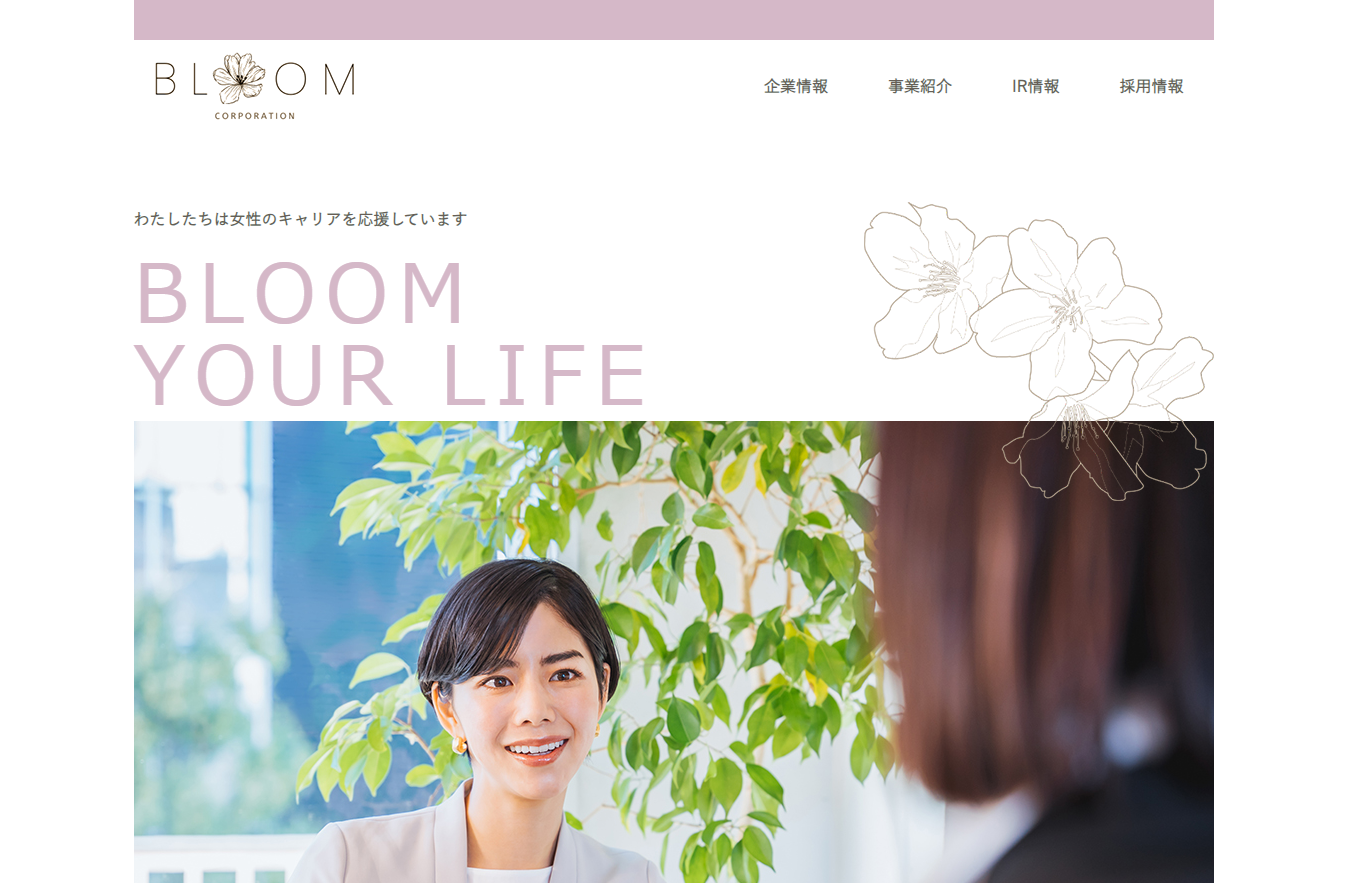 BLOOM
CORPORATION
企業情報 事業紹介 IR情報 採用情報
わたしたちは女性のキャリアを応援しています
BLOOM
YOUR LIFE